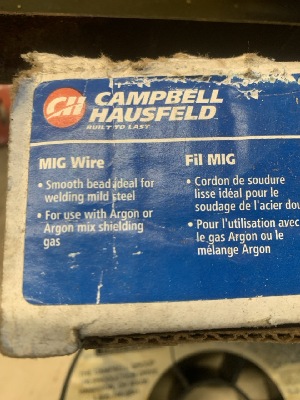 CH CAMPBELL
HAUSFELD
BUILT TO LAST
MIG Wire
• Smooth bead ideal for
welding mild steel
• For use with Argon or
Argon mix shielding
gas
Fil MIG
• Cordon de soudure
lisse idéal pour le
soudage de l'acier
• Pour l'utilisation avec
le gas Argon ou le
mélange Argon